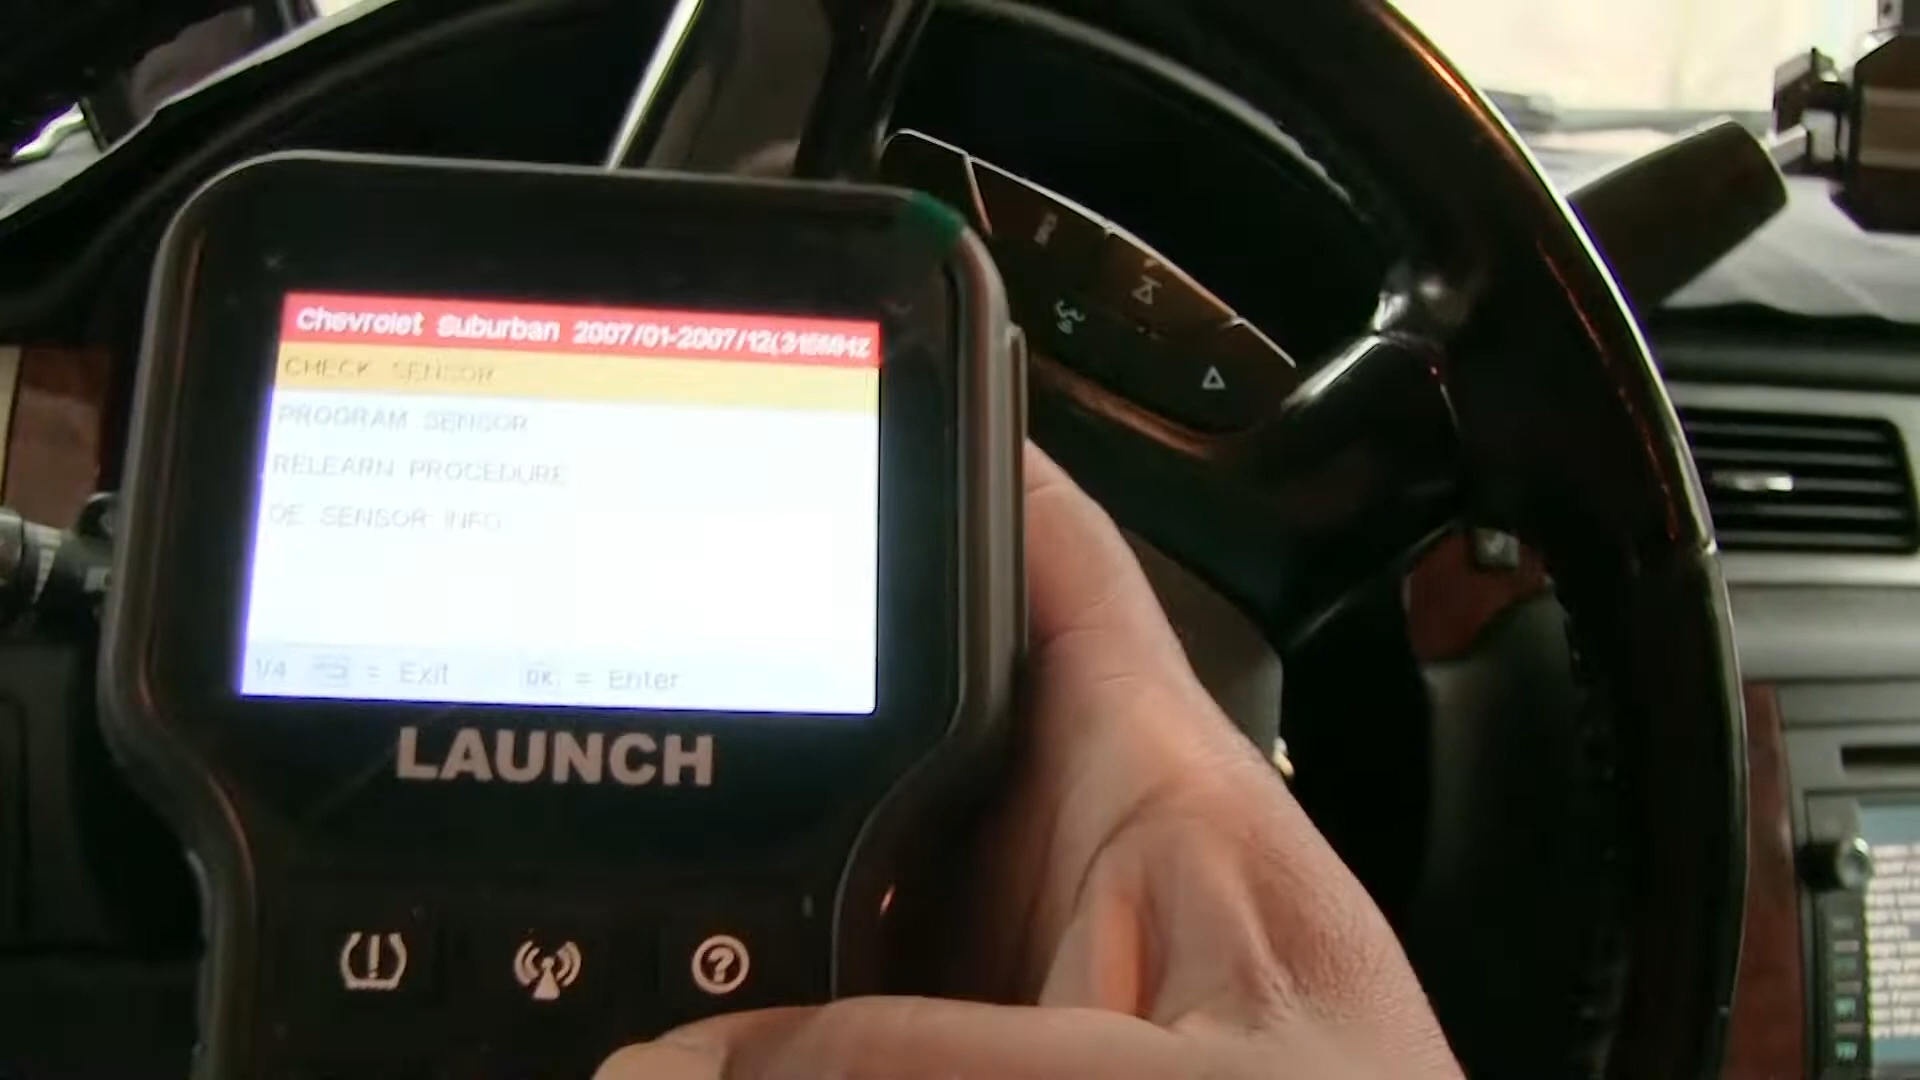 Chevrolet Suburban 2007/01-2007/12(315MHz
CHECK SENSOR
PROGRAM SENSOR
RELEARN PROCEDURE
OE SENSOR INFO
1/4 = Exit OK = Enter
LAUNCH